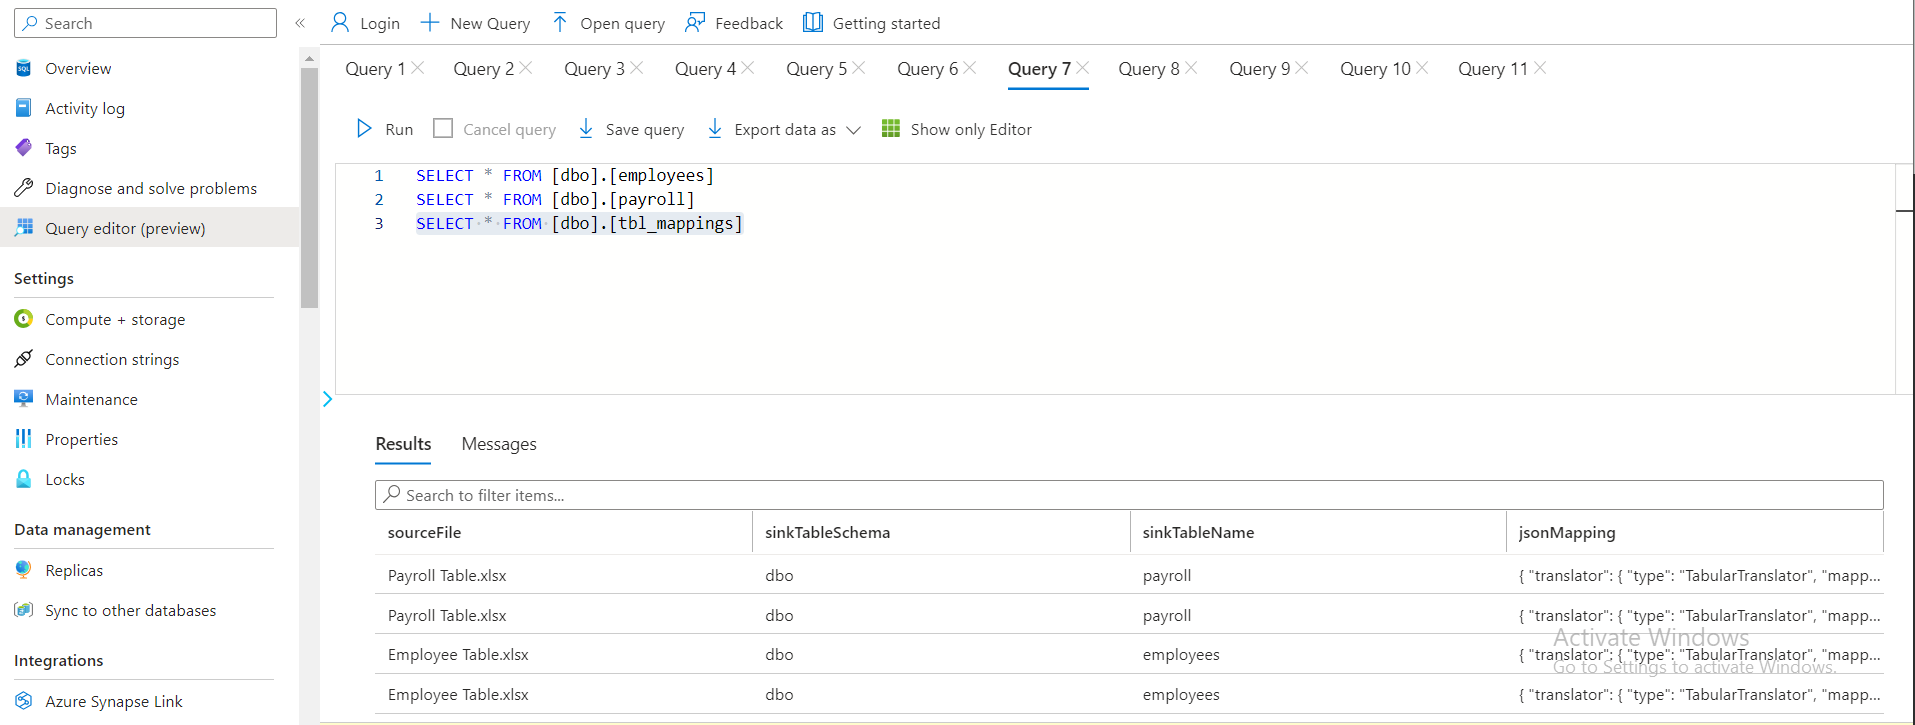 Search
«
Login
New Query
Open query
Feedback
Getting started
Overview
Activity log
Tags
Diagnose and solve problems
Query editor (preview)
Settings
Compute + storage
Connection strings
Maintenance
Properties
Locks
Data management
Replicas
Sync to other databases
Integrations
Azure Synapse Link
Query 1 Query 2 Query 3 Query 4 Query 5 Query 6 Query 7 Query 8 Query 9 Query 10 Query 11
Run Cancel query Save query Export data as Show only Editor
1 SELECT * FROM [dbo].[employees]
2 SELECT * FROM [dbo].[payroll]
3 SELECT * FROM [dbo].[tbl_mappings]
Results Messages
Search to filter items...
sourceFile sinkTableSchema sinkTableName jsonMapping
Payroll Table.xlsx dbo payroll { "translator": { "type": "TabularTranslator", "mapp...
Payroll Table.xlsx dbo payroll { "translator": { "type": "TabularTranslator", "mapp...
Employee Table.xlsx dbo employees { "translator": { "type": "TabularTranslator", "mapp...
Employee Table.xlsx dbo employees { "translator": { "type": "TabularTranslator", "mapp...
Activate Windows
Go to Settings to activate Windows.